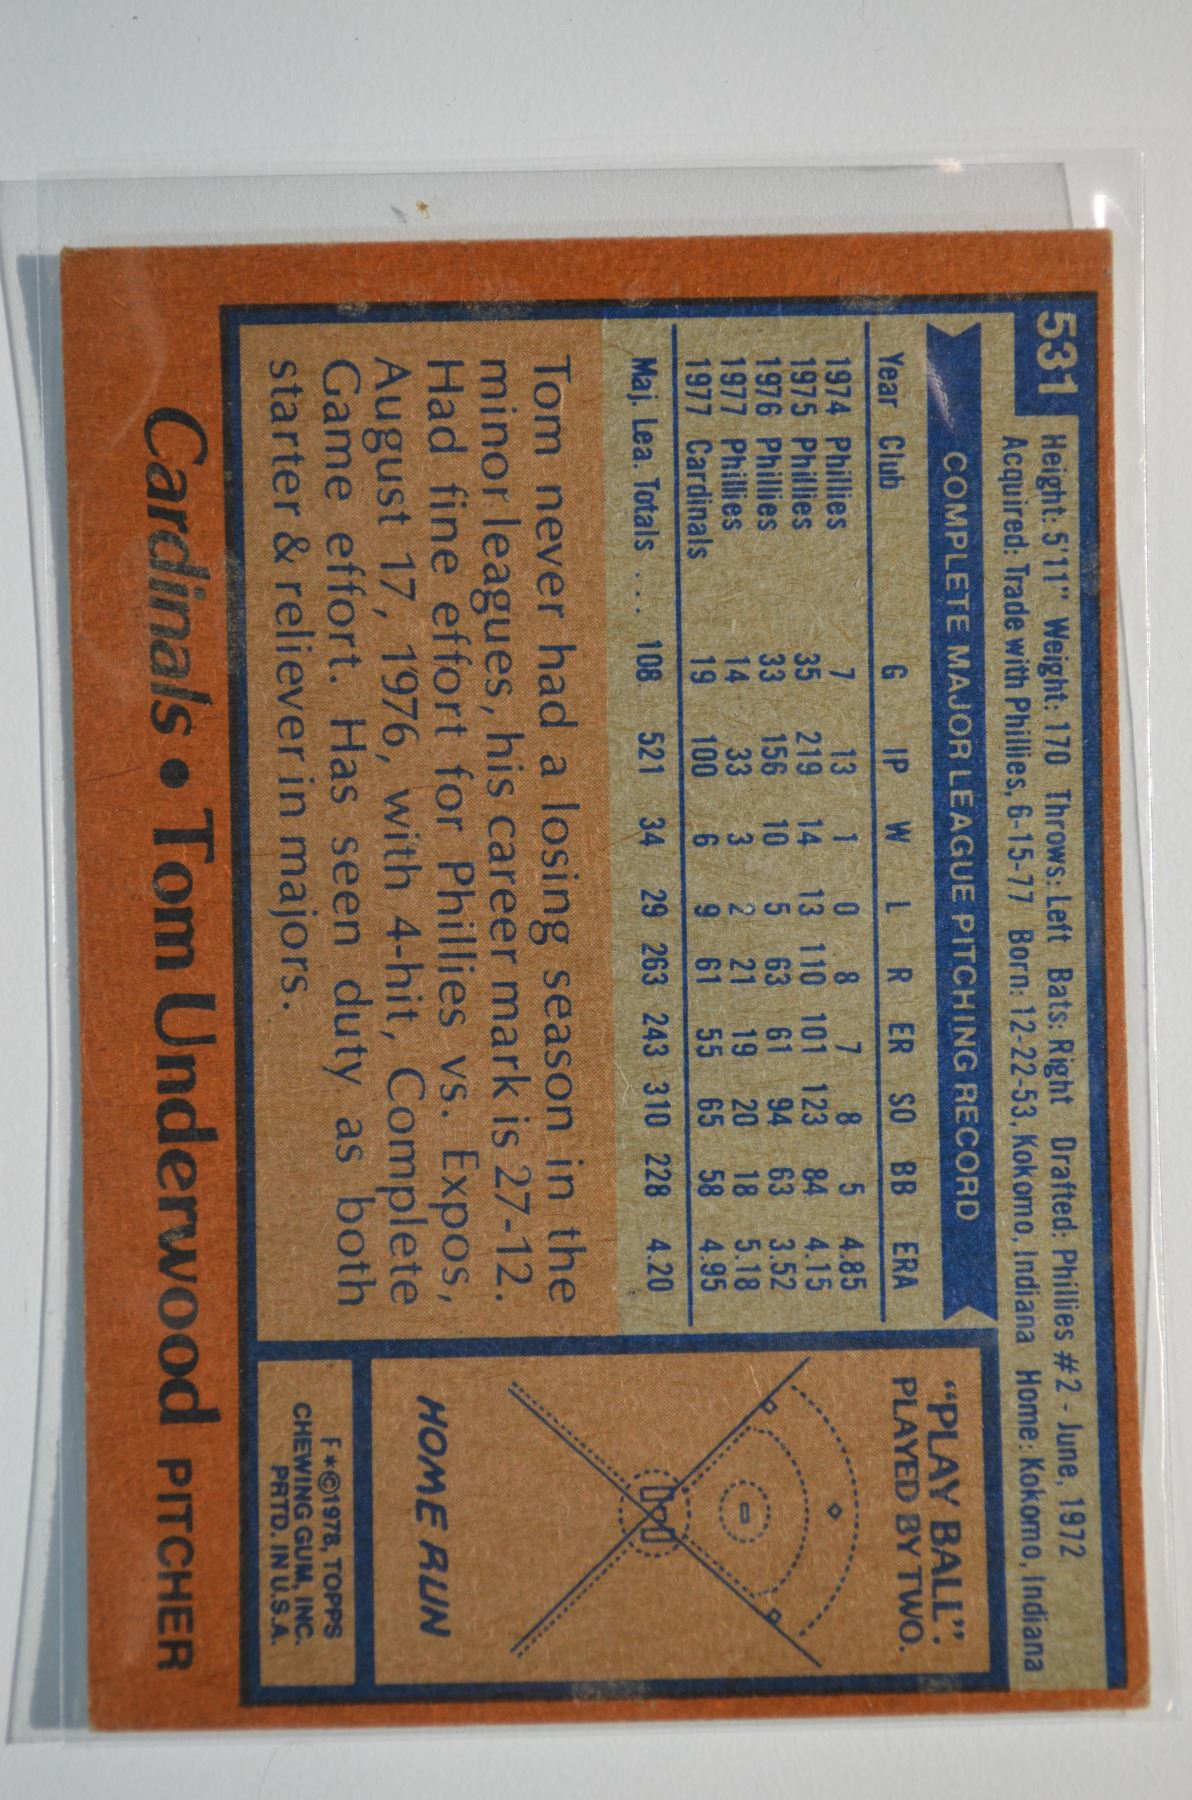 531
Height: 5'11" Weight: 170 Throws: Left Bats: Right Drafted: Phillies #2 - June, 1972
Acquired: Trade with Phillies, 6-15-77 Born: 12-22-53, Kokomo, Indiana Home: Kokomo, Indiana
COMPLETE MAJOR LEAGUE PITCHING RECORD
Year Club G IP W L R ER SO BB ERA
1974 Phillies 7 13 1 0 8 7 8 5 4.85
1975 Phillies 35 219 14 13 110 101 123 84 4.15
1976 Phillies 33 156 10 5 63 61 94 63 3.52
1977 Phillies 14 33 3 2 21 19 20 18 5.18
1977 Cardinals 19 100 6 9 61 55 65 58 4.95
Maj. Lea. Totals ... 108 521 34 29 263 243 310 228 4.20
Tom never had a losing season in the
minor leagues, his career mark is 27-12.
Had fine effort for Phillies vs. Expos,
August 17, 1976, with 4-hit, Complete
Game effort. Has seen duty as both
starter & reliever in majors.
"PLAY BALL":
PLAYED BY TWO.
HOME RUN
F*©1978, TOPPS
CHEWING GUM, INC.
PRTD. IN U.S.A.
Cardinals • Tom Underwood PITCHER